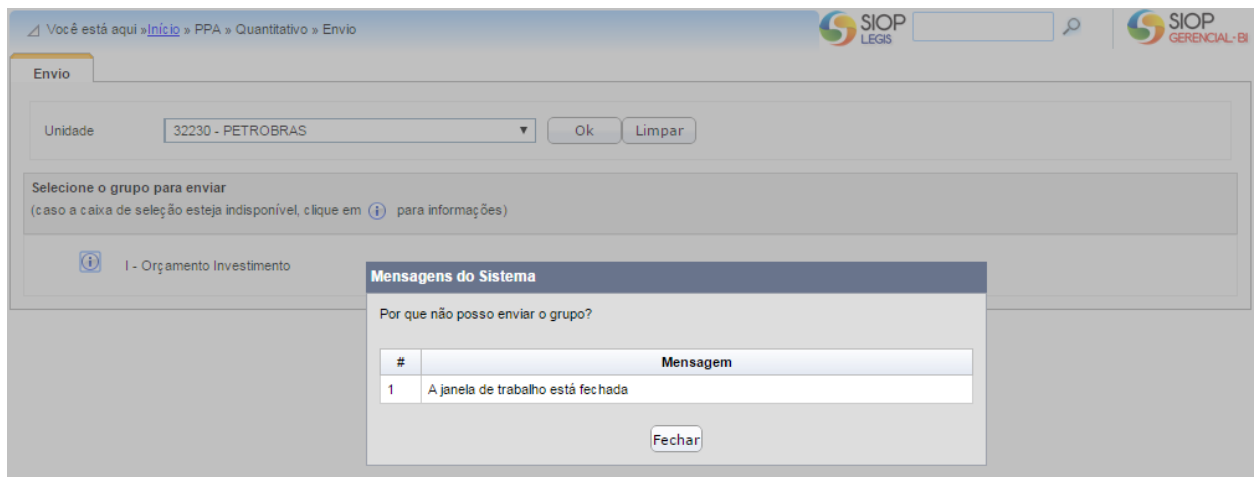 Você está aqui »Início » PPA » Quantitativo » Envio
SIOP
LEGIS
SIOP
GERENCIAL-BI
Envio
Unidade 32230 - PETROBRAS Ok Limpar
Selecione o grupo para enviar
(caso a caixa de seleção esteja indisponível, clique em i para informações)
i I - Orçamento Investimento
Mensagens do Sistema
Por que não posso enviar o grupo?
# Mensagem
1 A janela de trabalho está fechada
Fechar